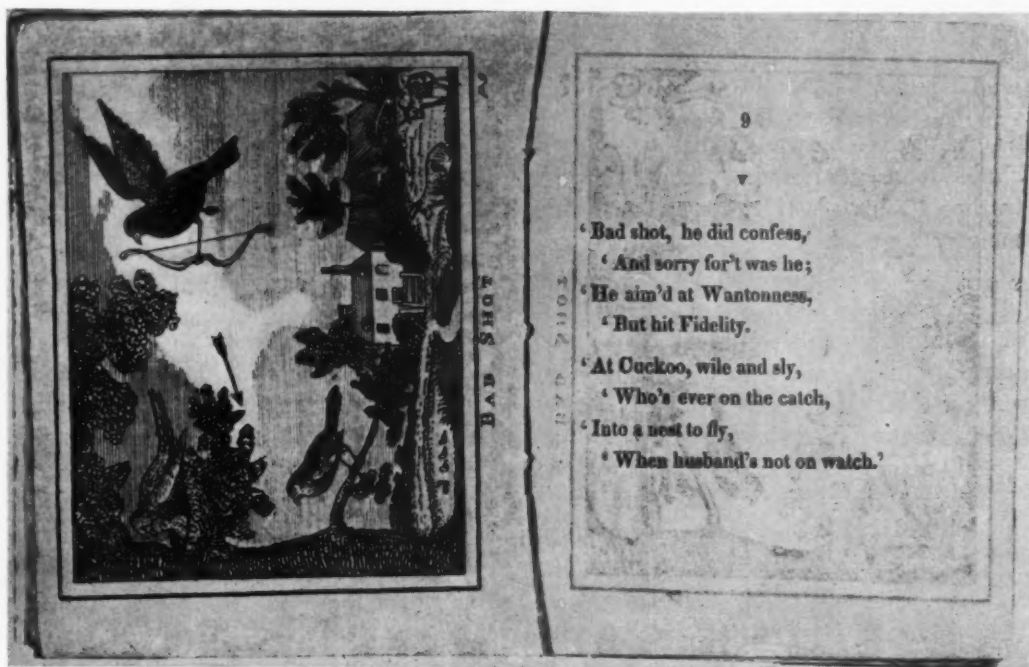 BAD SHOT
9
‘Bad shot, he did confess,
‘And sorry for't was he;
‘He aim'd at Wantonness,
‘But hit Fidelity.
‘At Cuckoo, wile and sly,
‘Who's ever on the catch,
‘Into a nest to fly,
‘When husband's not on watch.’